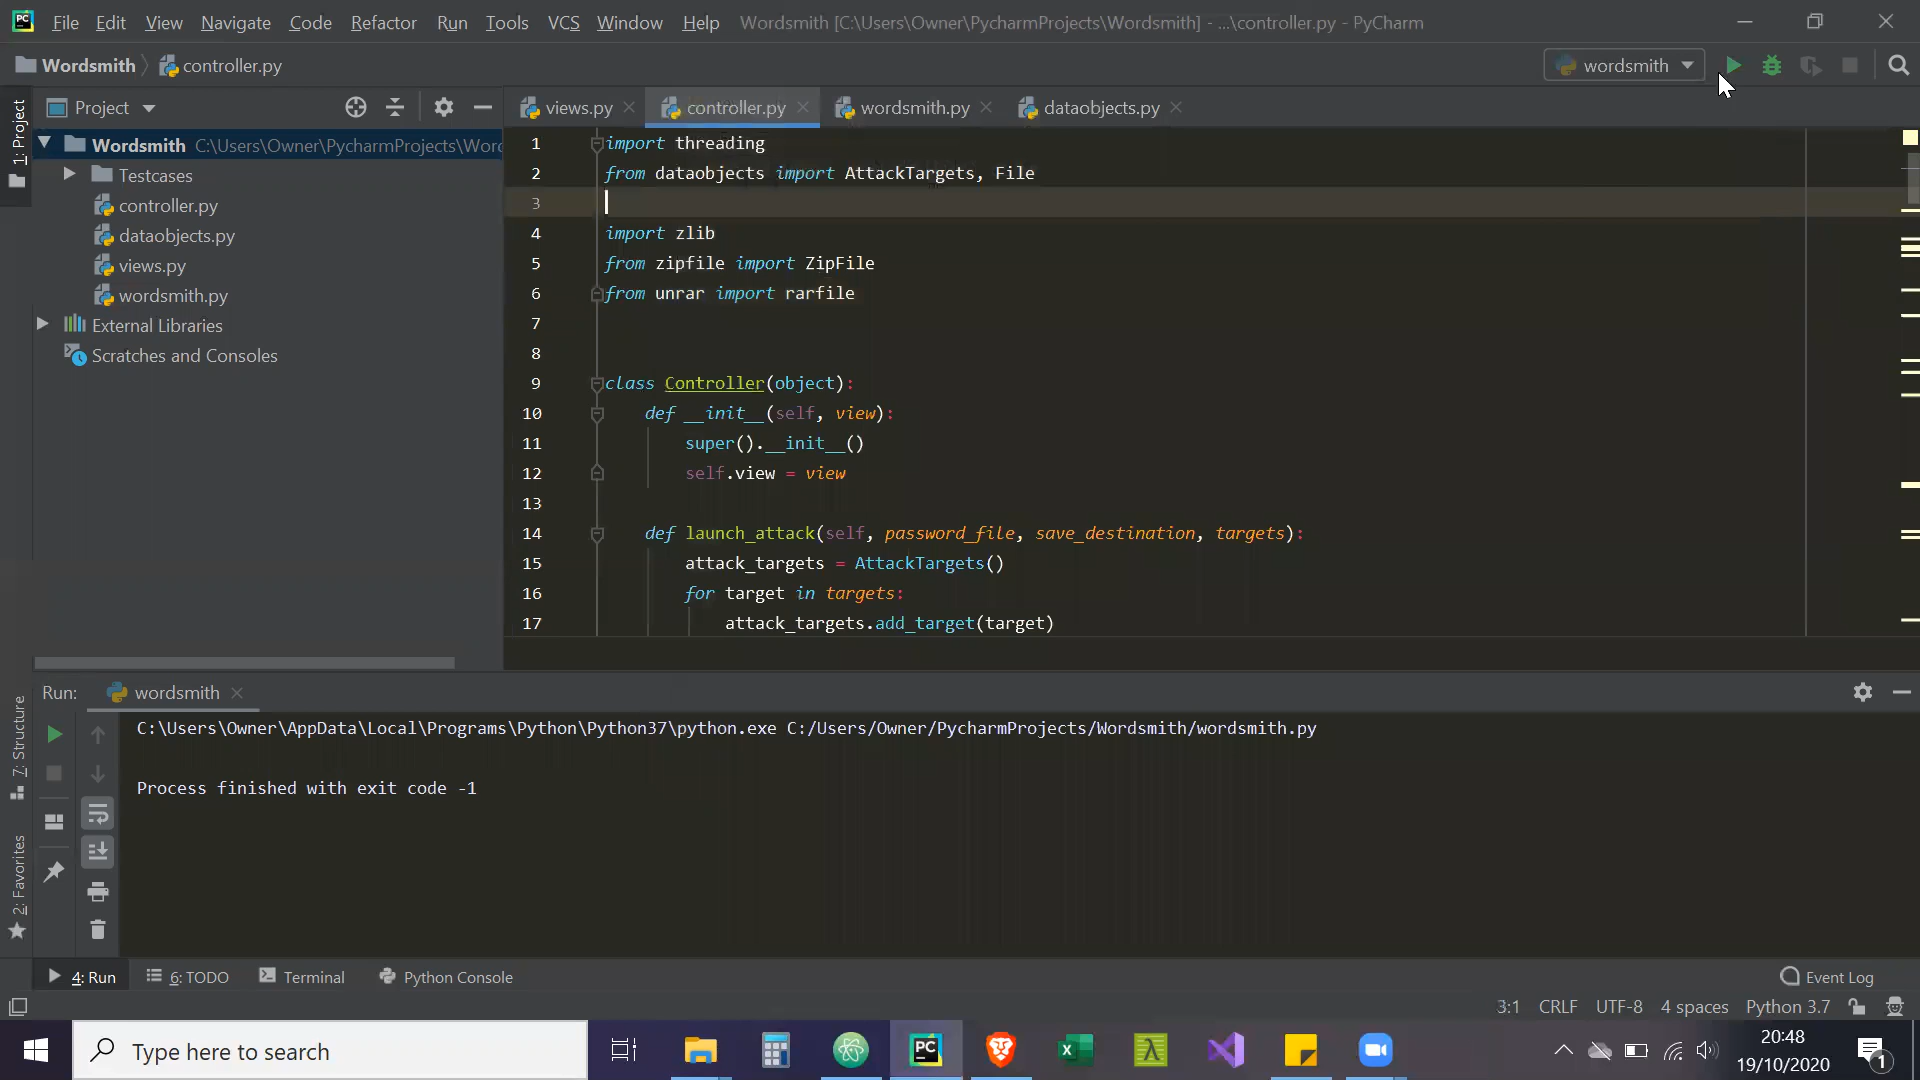 PC File Edit View Navigate Code Refactor Run Tools VCS Window Help Wordsmith [C:\Users\Owner\PycharmProjects\Wordsmith] - ...\controller.py - PyCharm
Wordsmith controller.py wordsmith
1: Project
Project
views.py controller.py wordsmith.py dataobjects.py
Wordsmith C:\Users\Owner\PycharmProjects\Word
Testcases
controller.py
dataobjects.py
views.py
wordsmith.py
External Libraries
Scratches and Consoles
1 import threading
2 from dataobjects import AttackTargets, File
3
4 import zlib
5 from zipfile import ZipFile
6 from unrar import rarfile
7
8
9 class Controller(object):
10 def __init__(self, view):
11 super().__init__()
12 self.view = view
13
14 def launch_attack(self, password_file, save_destination, targets):
15 attack_targets = AttackTargets()
16 for target in targets:
17 attack_targets.add_target(target)
Run: wordsmith
C:\Users\Owner\AppData\Local\Programs\Python\Python37\python.exe C:/Users/Owner/PycharmProjects/Wordsmith/wordsmith.py
Process finished with exit code -1
7: Structure
2: Favorites
4: Run 6: TODO Terminal Python Console Event Log
3:1 CRLF UTF-8 4 spaces Python 3.7
Type here to search
PC
20:48
19/10/2020
1